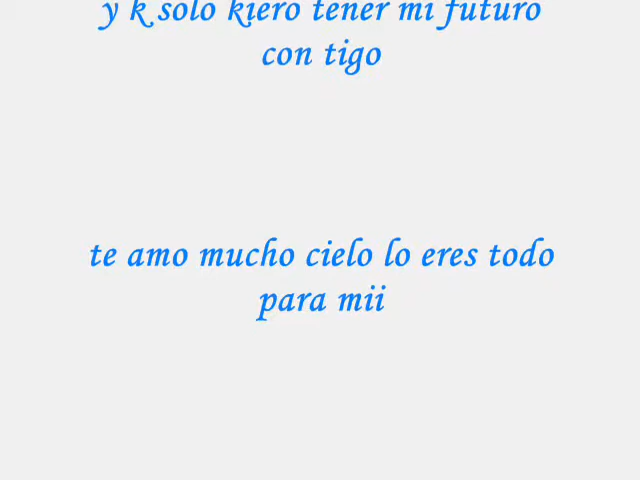 y k solo kiero tener mi futuro
con tigo
te amo mucho cielo lo eres todo
para mii